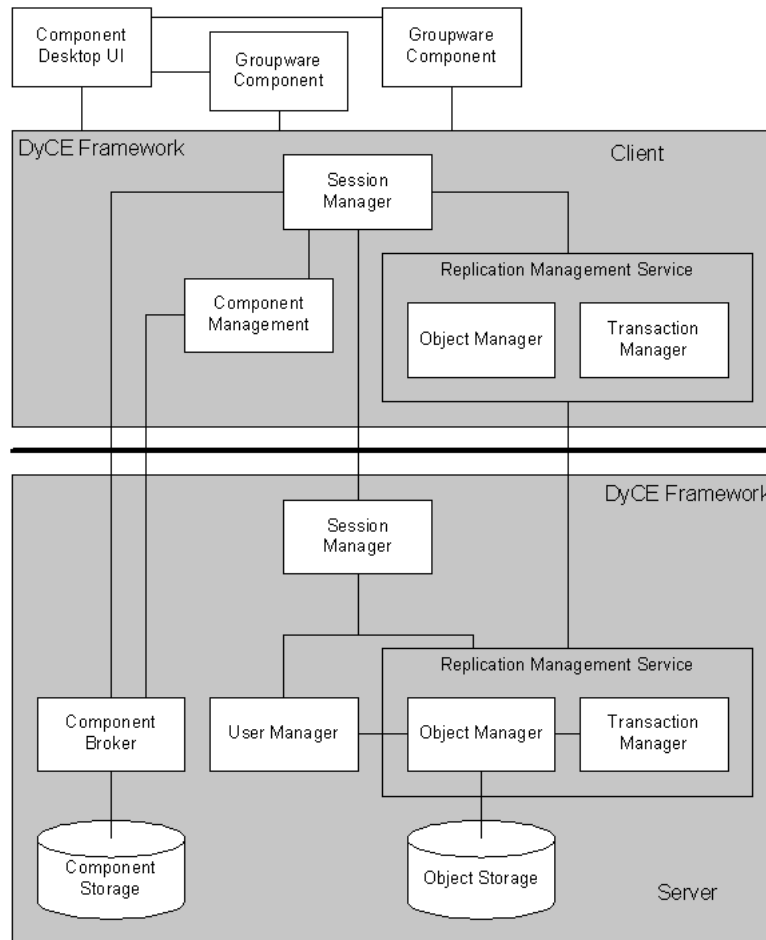 Component
Desktop UI
Groupware
Component
Groupware
Component
DyCE Framework
Client
Session
Manager
Replication Management Service
Component
Management
Object Manager
Transaction
Manager
DyCE Framework
Session
Manager
Replication Management Service
Component
Broker
User Manager
Object Manager
Transaction
Manager
Component
Storage
Object Storage
Server